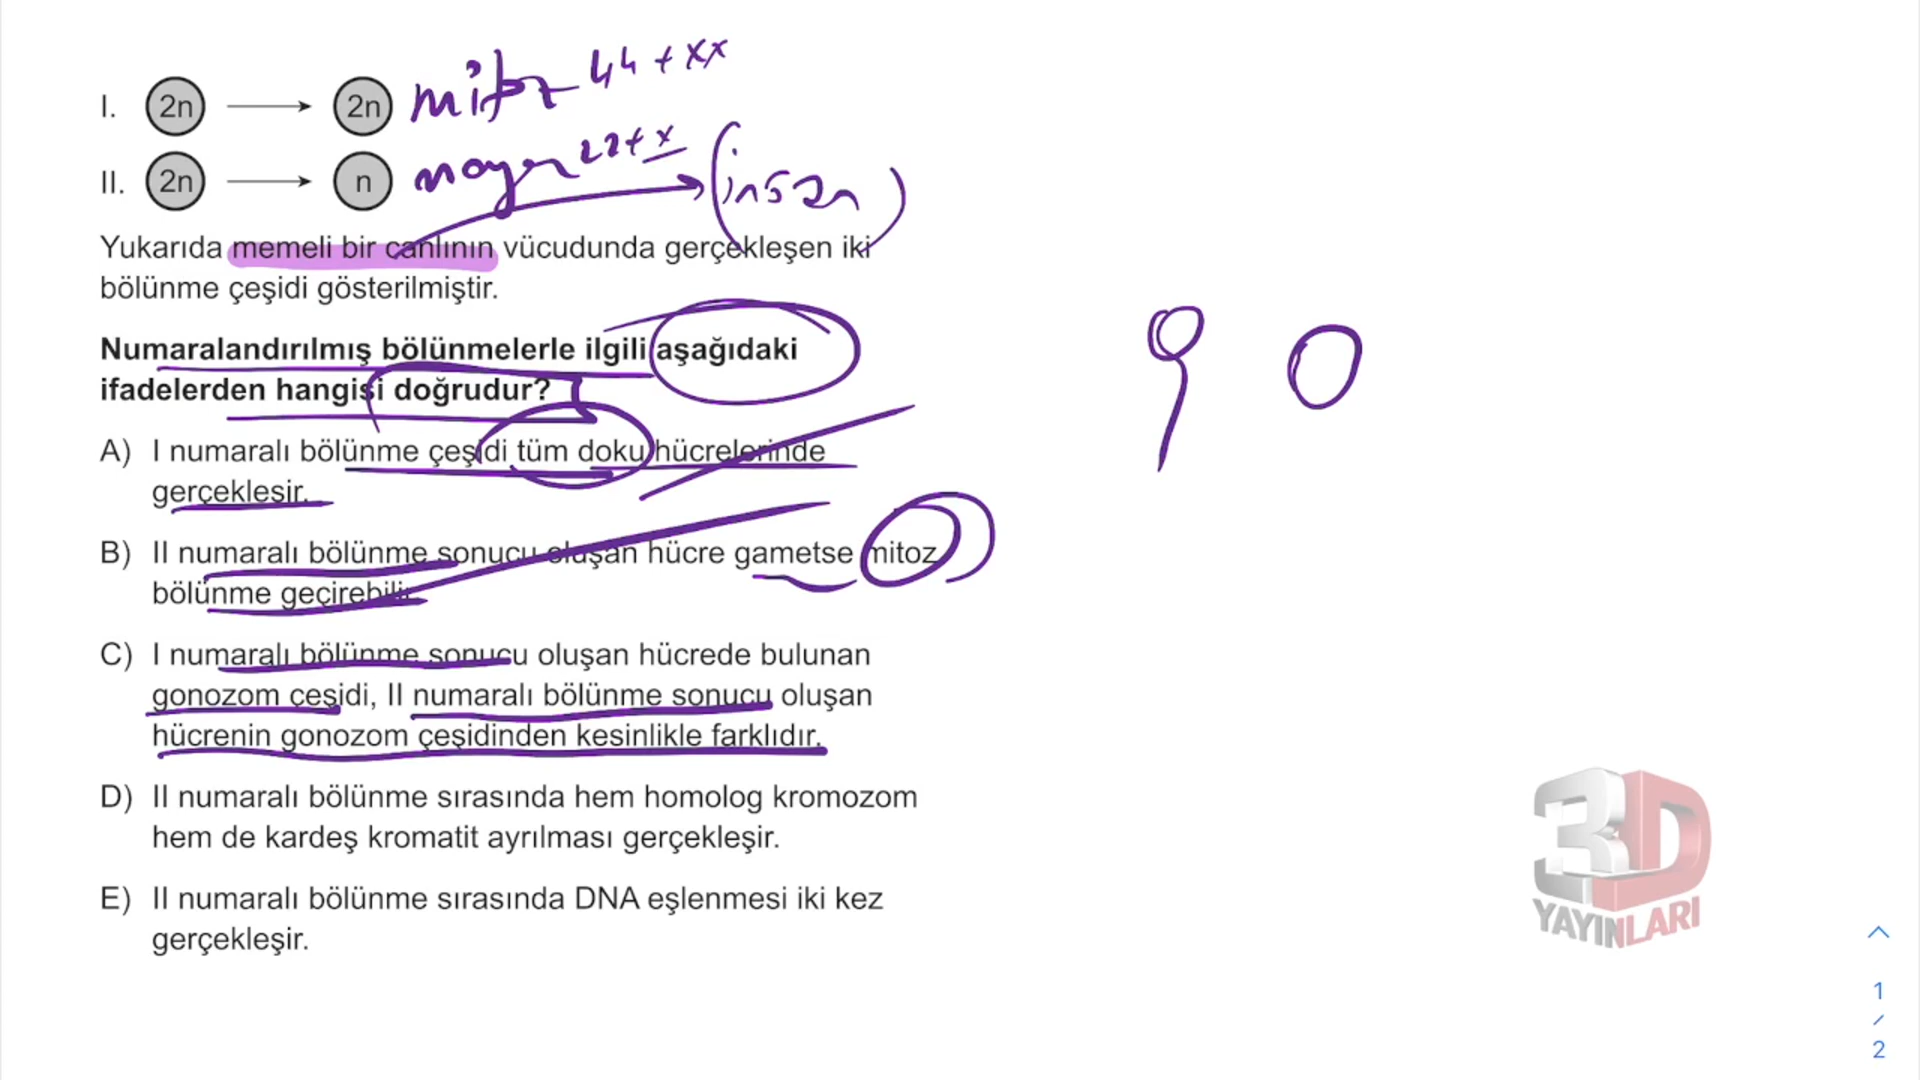 I. 2n 2n mitoz 44 + XX
II. 2n n mayoz 22 + X (insan)
Yukarıda memeli bir canlının vücudunda gerçekleşen iki
bölünme çeşidi gösterilmiştir.
Numaralandırılmış bölünmelerle ilgili aşağıdaki
ifadelerden hangisi doğrudur?
A) I numaralı bölünme çeşidi tüm doku hücrelerinde
gerçekleşir.
B) II numaralı bölünme sonucu oluşan hücre gametse mitoz
bölünme geçirebilir.
C) I numaralı bölünme sonucu oluşan hücrede bulunan
gonozom çeşidi, II numaralı bölünme sonucu oluşan
hücrenin gonozom çeşidinden kesinlikle farklıdır.
D) II numaralı bölünme sırasında hem homolog kromozom
hem de kardeş kromatit ayrılması gerçekleşir.
E) II numaralı bölünme sırasında DNA eşlenmesi iki kez
gerçekleşir.
3D
YAYINLARI
1
/
2